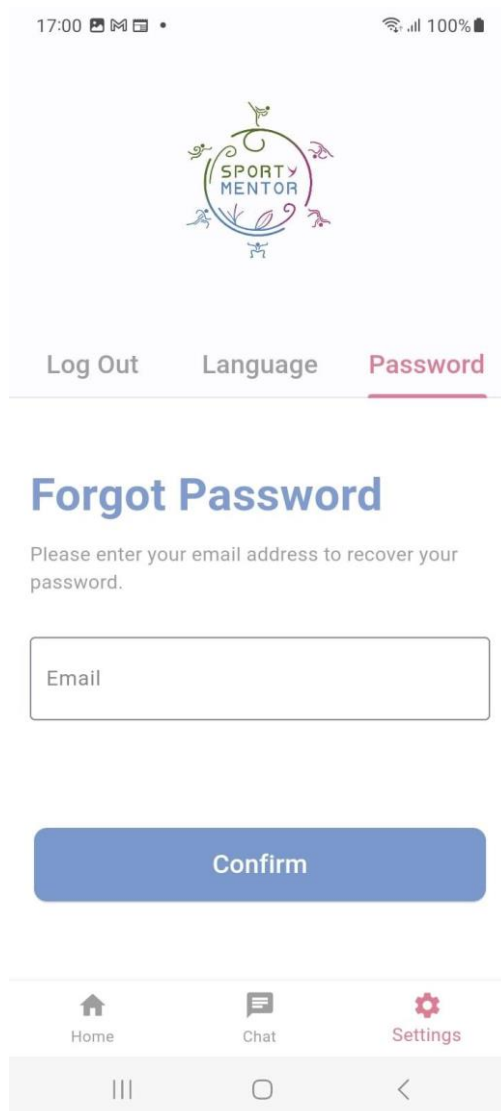 17:00
100%
SPORTY
MENTOR
Log Out
Language
Password
Forgot Password
Please enter your email address to recover your
password.
Email
Confirm
Home
Chat
Settings